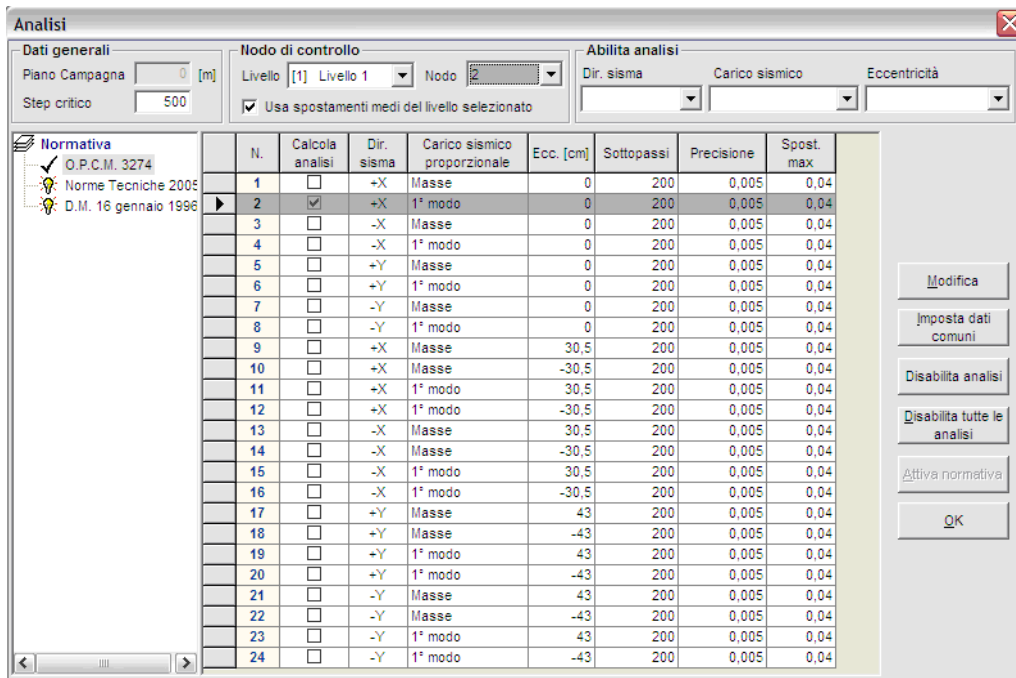 Analisi
Dati generali
Piano Campagna 0 [m]
Step critico 500
Nodo di controllo
Livello [1] Livello 1 Nodo 2
Usa spostamenti medi del livello selezionato
Abilita analisi
Dir. sisma Carico sismico Eccentricità
Normativa
O.P.C.M. 3274
Norme Tecniche 2005
D.M. 16 gennaio 1996
N. Calcola analisi Dir. sisma Carico sismico proporzionale Ecc. [cm] Sottopassi Precisione Spost. max
1 +X Masse 0 200 0,005 0,04
2 +X 1° modo 0 200 0,005 0,04
3 -X Masse 0 200 0,005 0,04
4 -X 1° modo 0 200 0,005 0,04
5 +Y Masse 0 200 0,005 0,04
6 +Y 1° modo 0 200 0,005 0,04
7 -Y Masse 0 200 0,005 0,04
8 -Y 1° modo 0 200 0,005 0,04
9 +X Masse 30,5 200 0,005 0,04
10 +X Masse -30,5 200 0,005 0,04
11 +X 1° modo 30,5 200 0,005 0,04
12 +X 1° modo -30,5 200 0,005 0,04
13 -X Masse 30,5 200 0,005 0,04
14 -X Masse -30,5 200 0,005 0,04
15 -X 1° modo 30,5 200 0,005 0,04
16 -X 1° modo -30,5 200 0,005 0,04
17 +Y Masse 43 200 0,005 0,04
18 +Y Masse -43 200 0,005 0,04
19 +Y 1° modo 43 200 0,005 0,04
20 +Y 1° modo -43 200 0,005 0,04
21 -Y Masse 43 200 0,005 0,04
22 -Y Masse -43 200 0,005 0,04
23 -Y 1° modo 43 200 0,005 0,04
24 -Y 1° modo -43 200 0,005 0,04
Modifica
Imposta dati
comuni
Disabilita analisi
Disabilita tutte le
analisi
Attiva normativa
OK